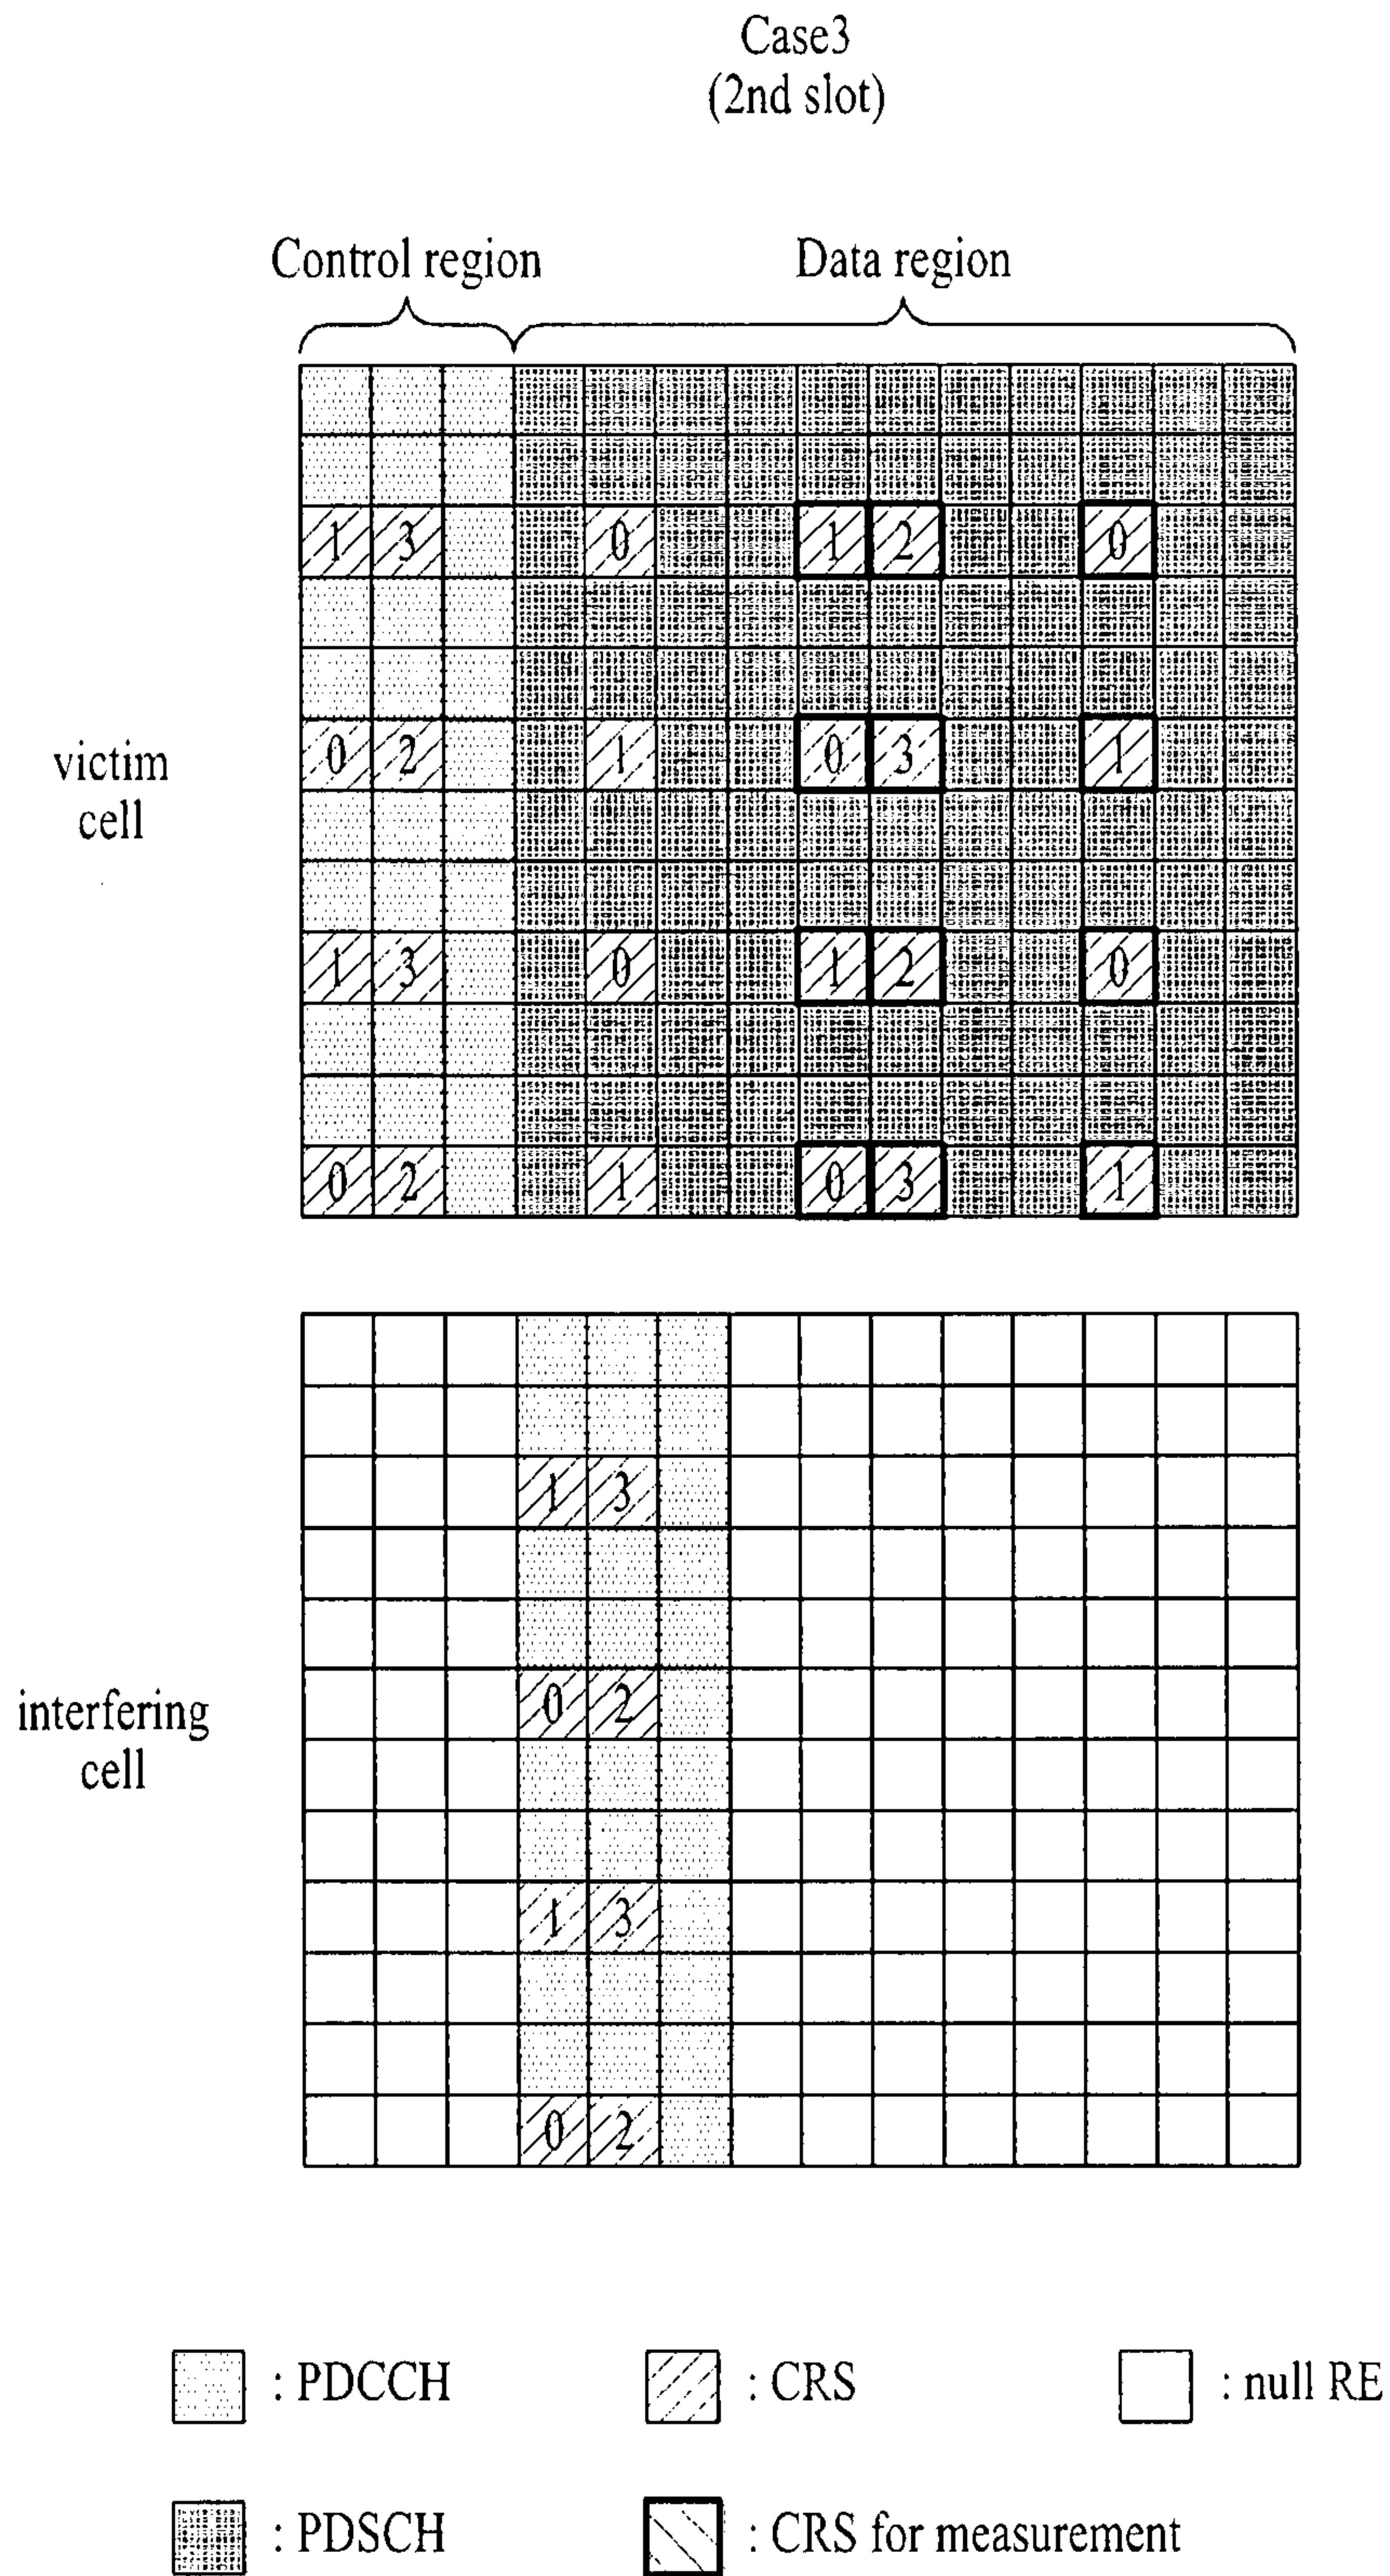 Case3
(2nd slot)
Control region
Data region
1 3 0 1 2 0
victim
cell
0 2 1 0 3 1
1 3 0 1 2 0
0 2 1 0 3 1
1 3
interfering
cell
0 2
1 3
0 2
: PDCCH
: CRS
: null RE
: PDSCH
: CRS for measurement